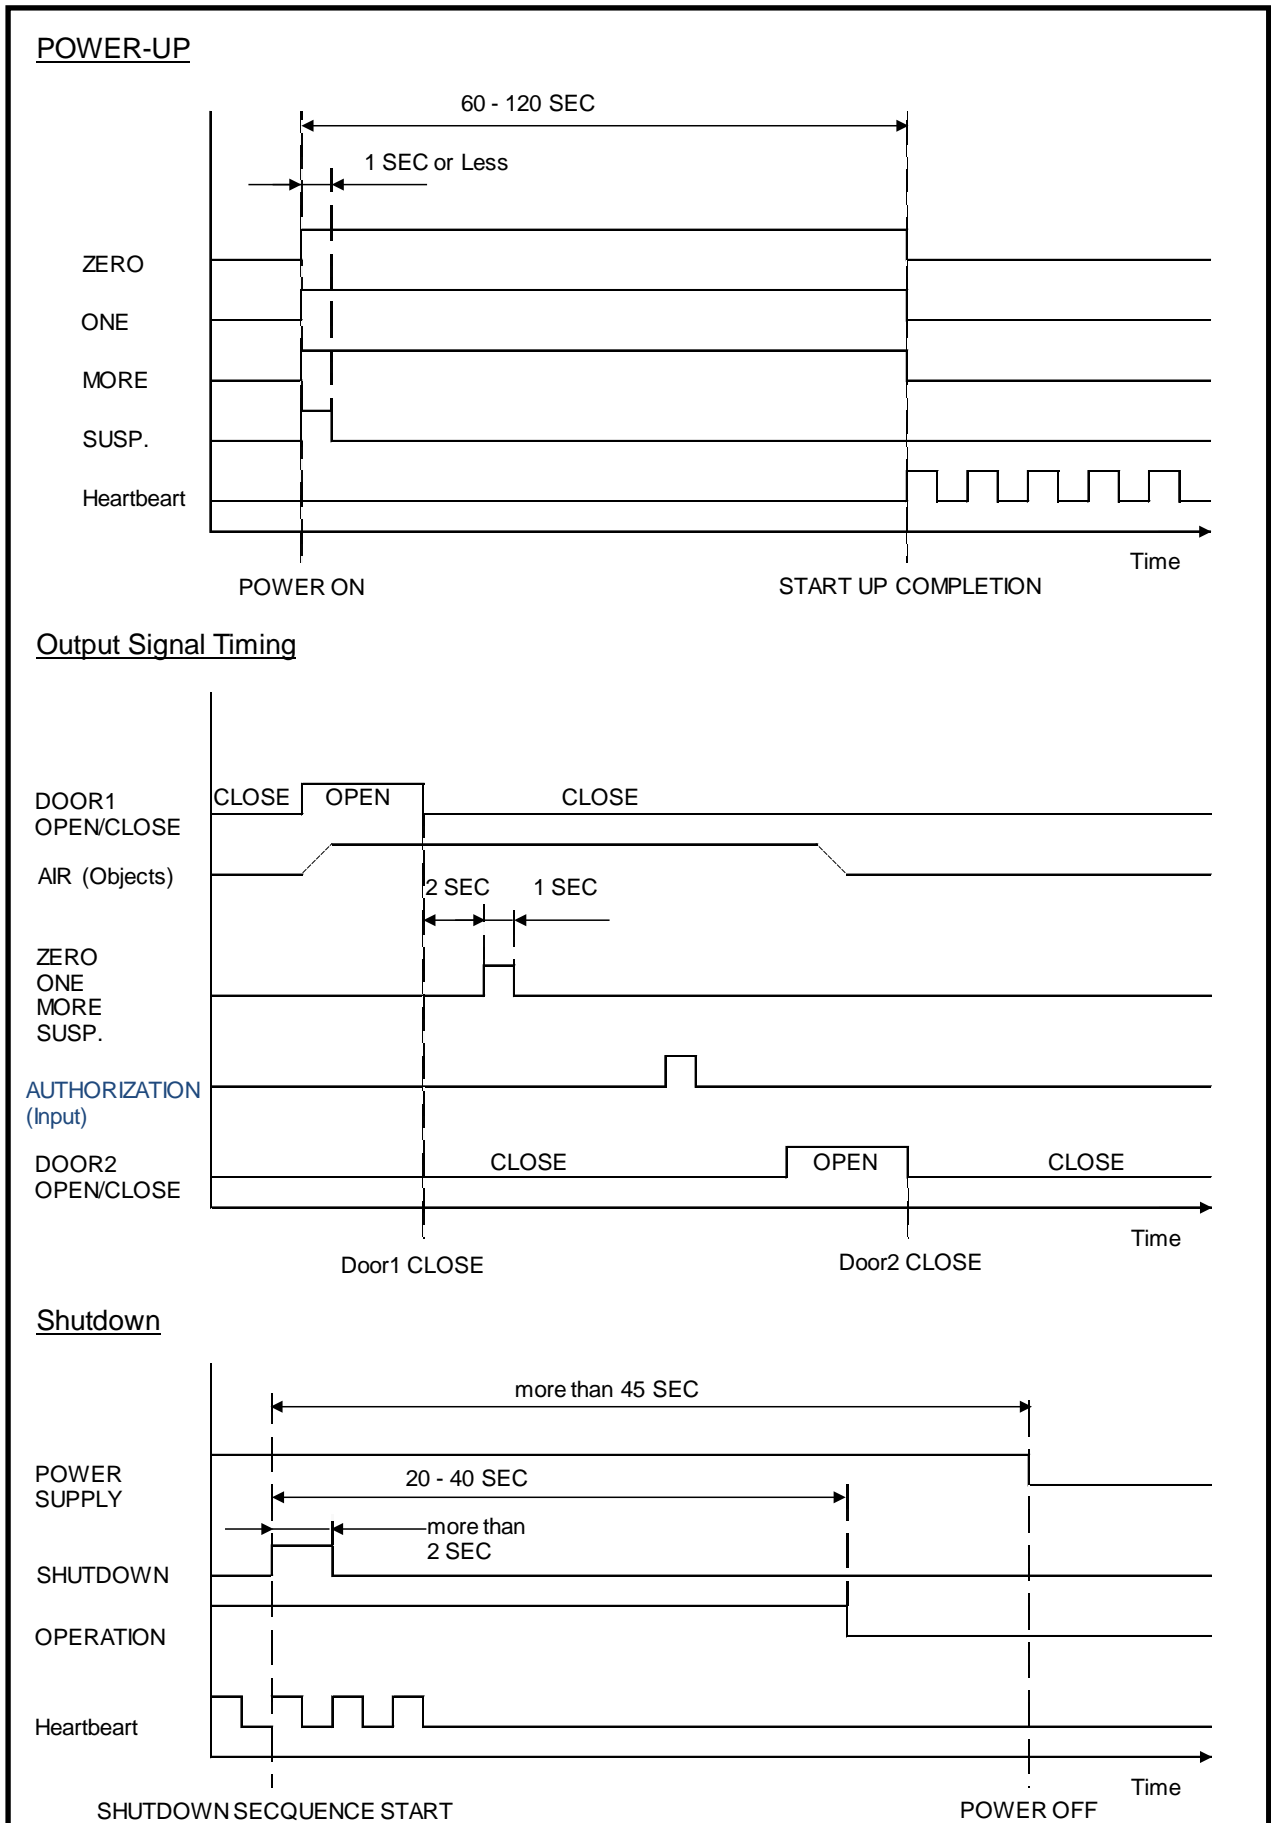 POWER-UP
60 - 120 SEC
1 SEC or Less
ZERO
ONE
MORE
SUSP.
Heartbeart
Time
POWER ON
START UP COMPLETION
Output Signal Timing
CLOSE
OPEN
CLOSE
DOOR1
OPEN/CLOSE
AIR (Objects)
2 SEC
1 SEC
ZERO
ONE
MORE
SUSP.
AUTHORIZATION
(Input)
DOOR2
OPEN/CLOSE
CLOSE
OPEN
CLOSE
Time
Door1 CLOSE
Door2 CLOSE
Shutdown
more than 45 SEC
POWER
SUPPLY
20 - 40 SEC
more than
2 SEC
SHUTDOWN
OPERATION
Heartbeart
Time
SHUTDOWN SECQUENCE START
POWER OFF